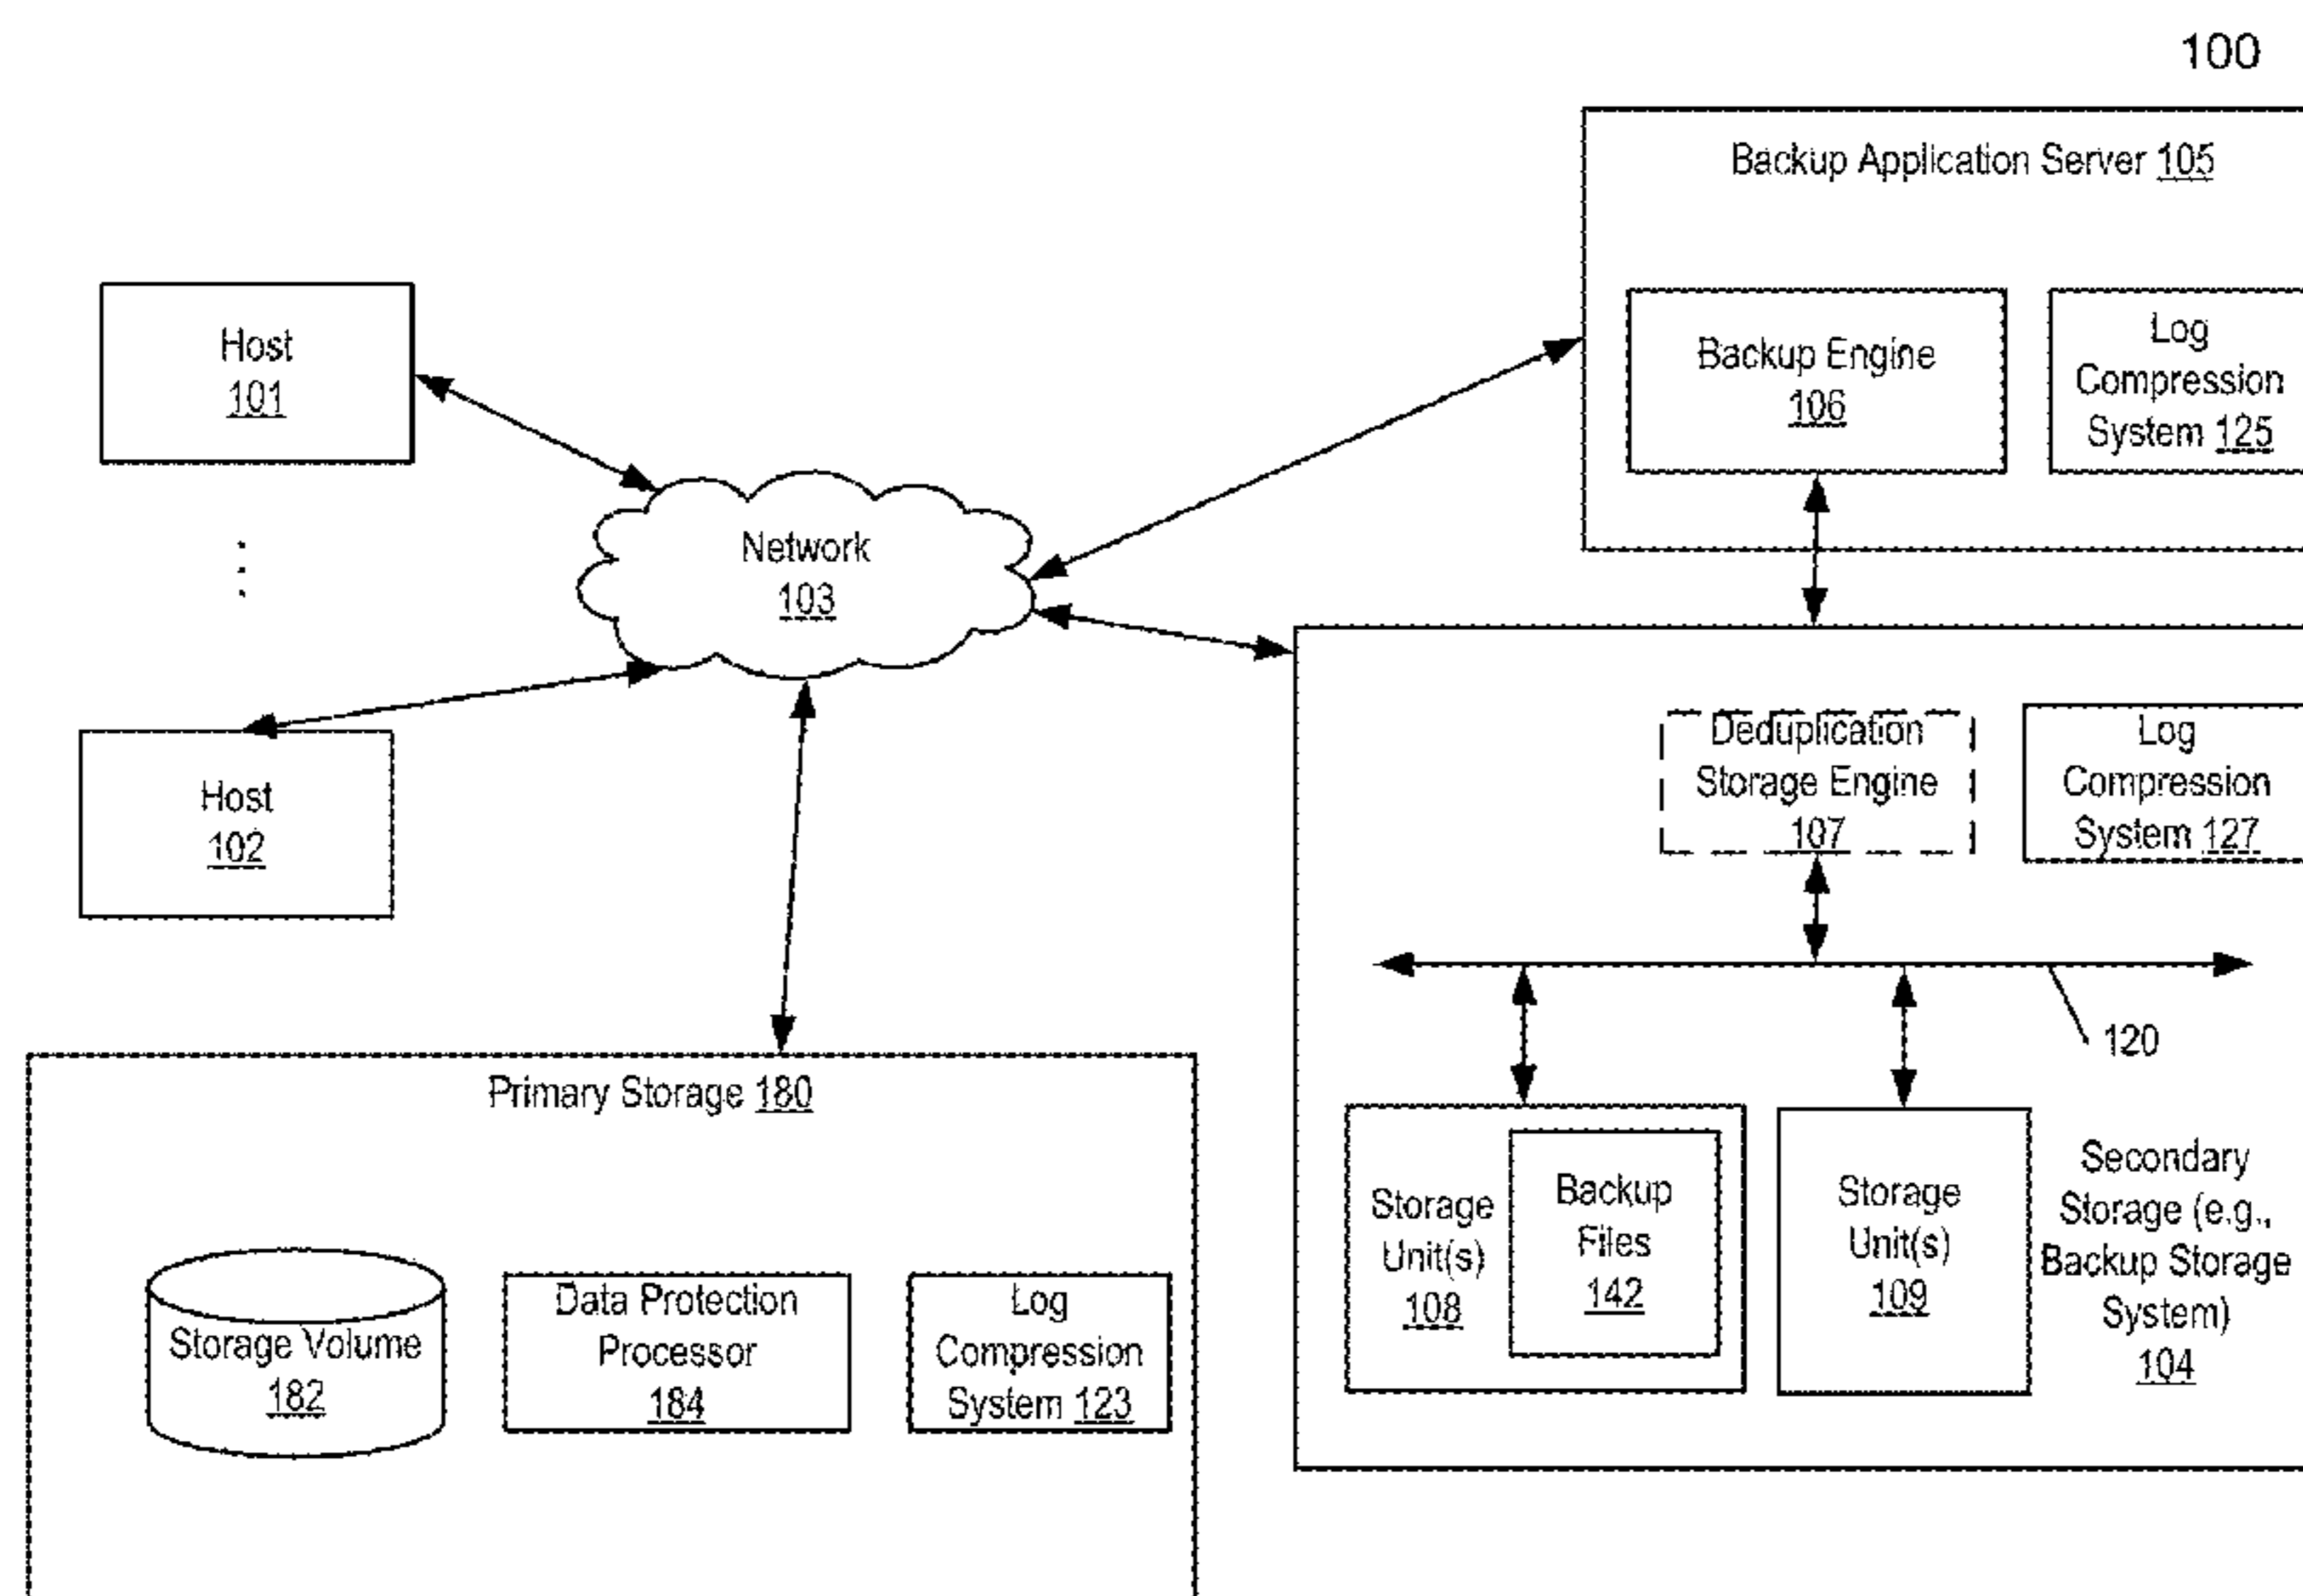 100
Backup Application Server 105
Backup Engine
106
Log
Compression
System 125
Host
101
Network
103
Host
102
Deduplication
Storage Engine
107
Log
Compression
System 127
120
Storage
Unit(s)
108
Backup
Files
142
Storage
Unit(s)
109
Secondary
Storage (e.g.,
Backup Storage
System)
104
Primary Storage 180
Storage Volume
182
Data Protection
Processor
184
Log
Compression
System 123